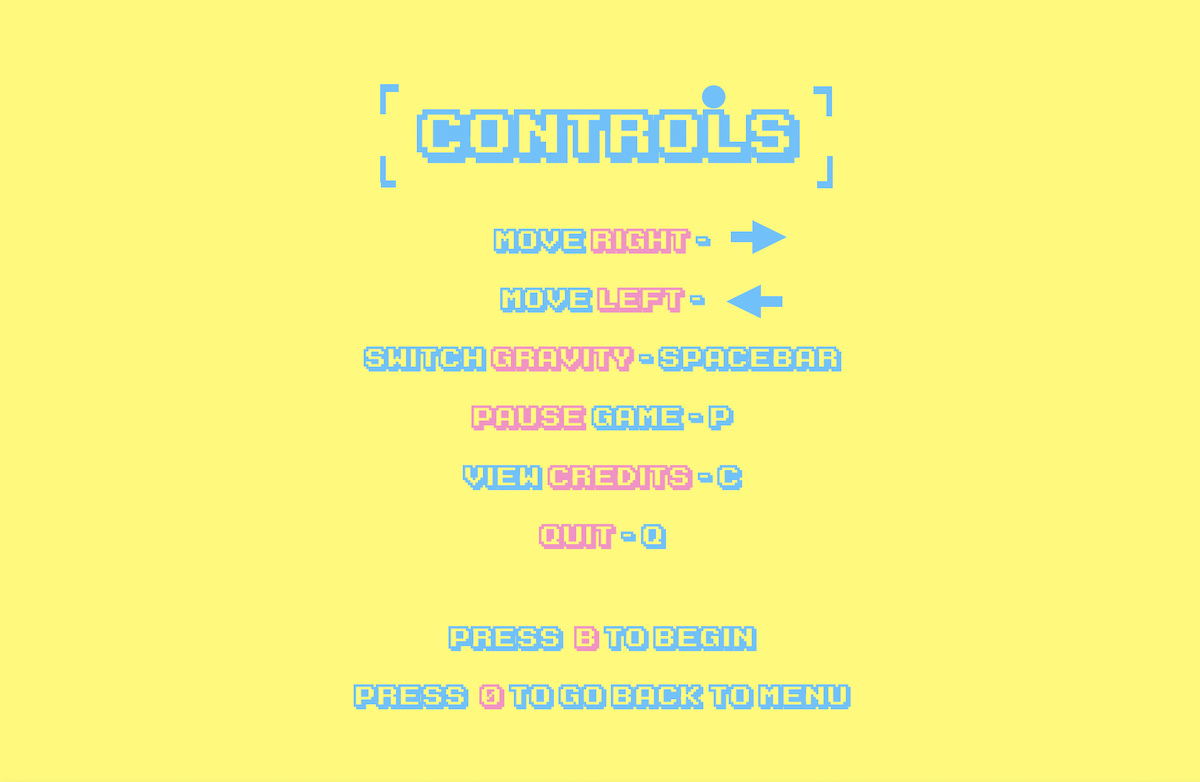 CONTROLS
MOVE RIGHT -
MOVE LEFT -
SWITCH GRAVITY - SPACEBAR
PAUSE GAME - P
VIEW CREDITS - C
QUIT - Q
PRESS B TO BEGIN
PRESS 0 TO GO BACK TO MENU